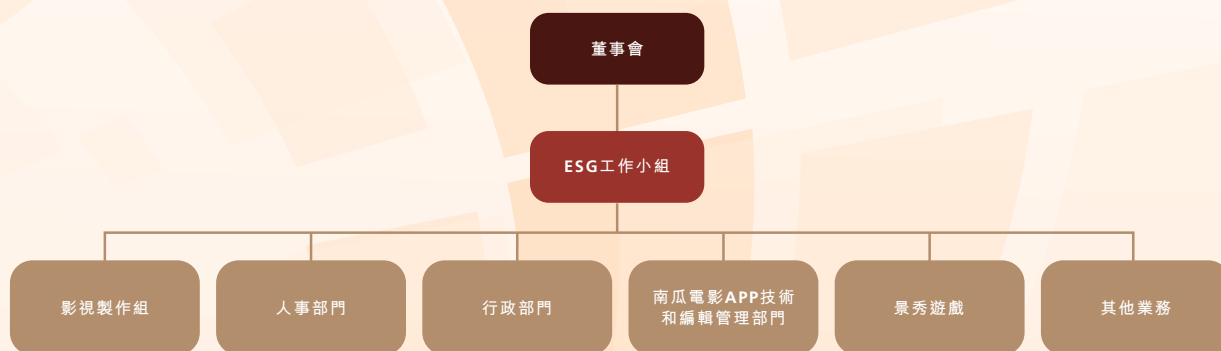 董事會
ESG工作小組
影視製作組
人事部門
行政部門
南瓜電影APP技術
和編輯管理部門
景秀遊戲
其他業務